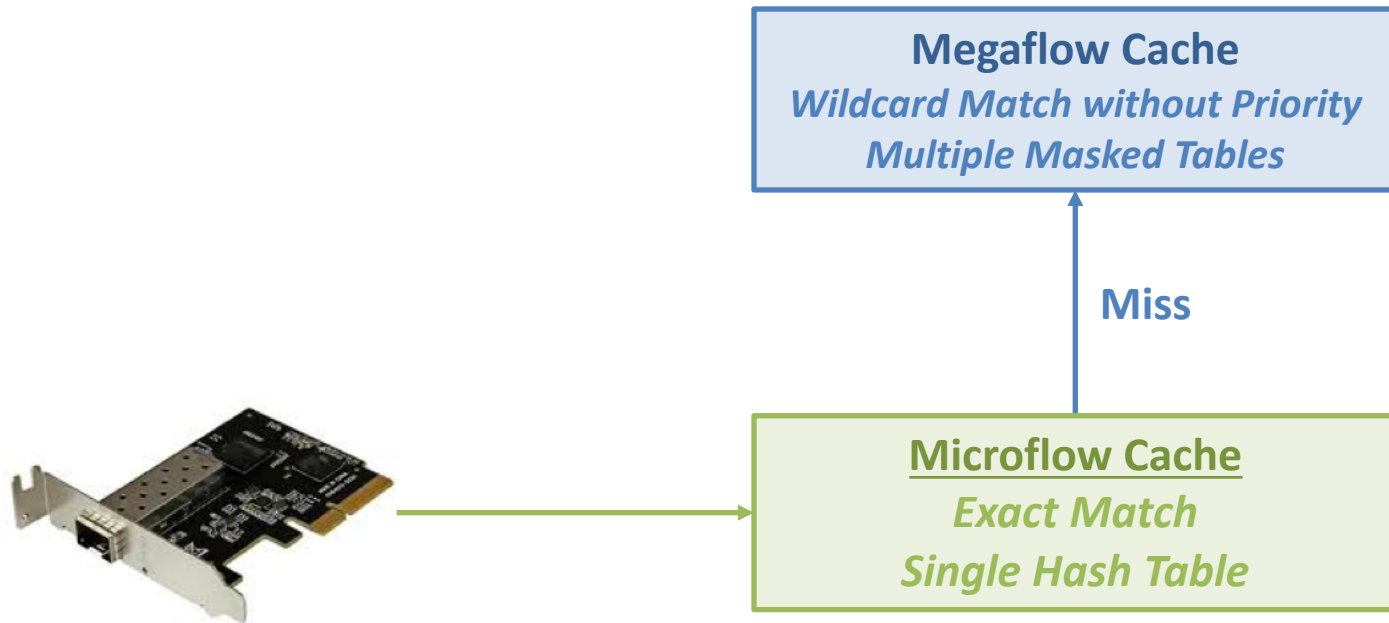 Megaflow Cache
Wildcard Match without Priority
Multiple Masked Tables
Miss
Microflow Cache
Exact Match
Single Hash Table